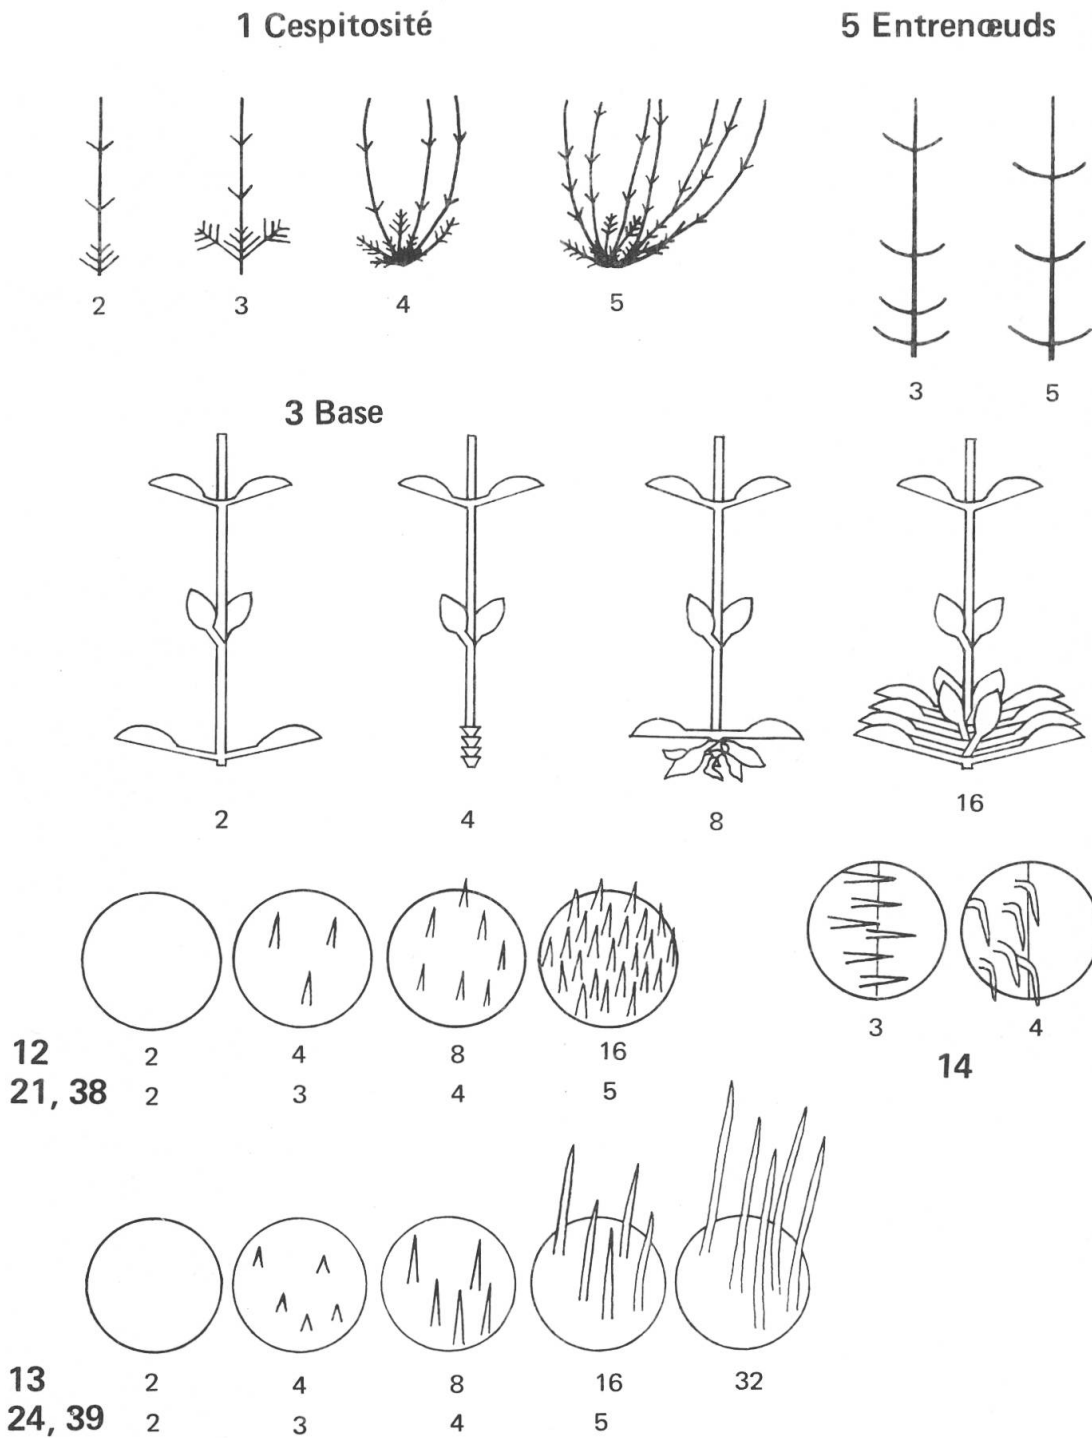 1 Cespitosité
5 Entrenœuds
2 3 4 5
3 5
3 Base
2 4 8 16
3 4
14
12 2 4 8 16
21, 38 2 3 4 5
13 2 4 8 16 32
24, 39 2 3 4 5